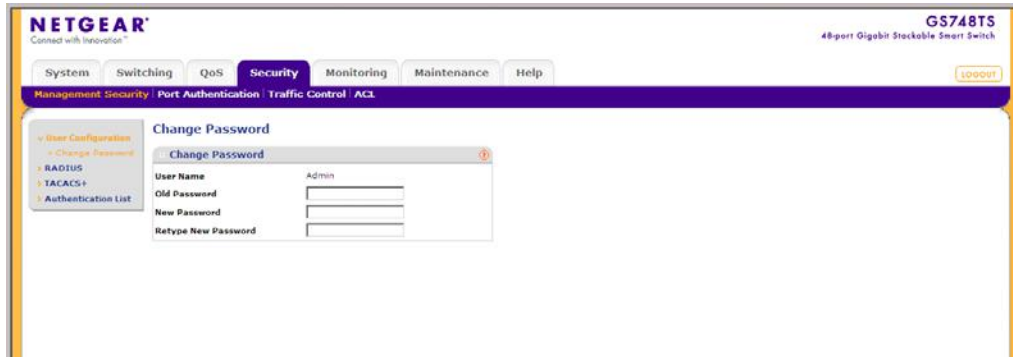 NETGEAR®
Connect with Innovation™
GS748TS
48-port Gigabit Stackable Smart Switch
System Switching QoS Security Monitoring Maintenance Help
LOGOUT
Management Security Port Authentication Traffic Control ACL
User Configuration
Change Password
RADIUS
TACACS+
Authentication List
Change Password
Change Password
User Name Admin
Old Password
New Password
Retype New Password